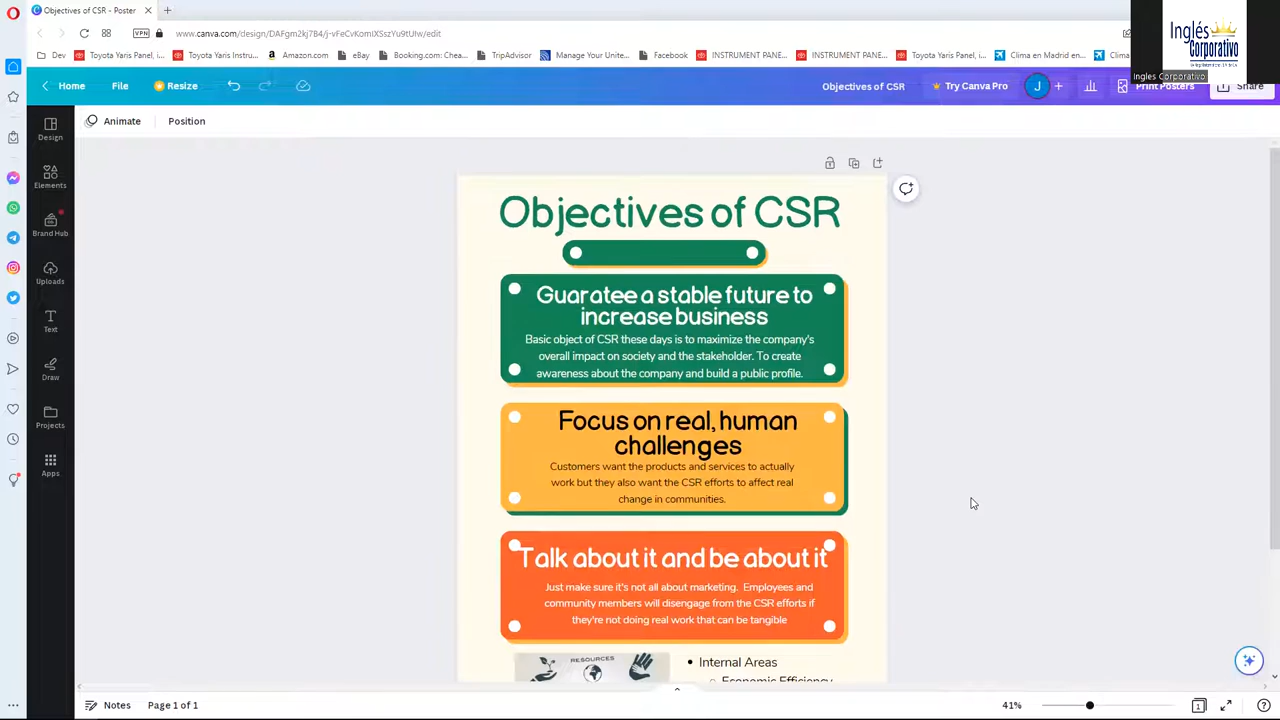 Objectives of CSR - Poster
VPN
www.canva.com/design/DAFgm2kj7B4/j-vFeCvKomiXSszYu9tUIw/edit
Dev
Toyota Yaris Panel, i...
Toyota Yaris Instru...
Amazon.com
eBay
Booking.com: Chea...
TripAdvisor
Manage Your Unite...
Facebook
INSTRUMENT PANE...
INSTRUMENT PANE...
Toyota Yaris Panel, i...
Clima en Madrid en...
Clim
Inglés
Corporativo
Ingles Corporativo
Home
File
Resize
Objectives of CSR
Try Canva Pro
J
Print Posters
Share
Animate
Position
Design
Elements
Brand Hub
Uploads
Text
Draw
Projects
Apps
Objectives of CSR
Guaratee a stable future to
increase business
Basic object of CSR these days is to maximize the company's
overall impact on society and the stakeholder. To create
awareness about the company and build a public profile.
Focus on real, human
challenges
Customers want the products and services to actually
work but they also want the CSR efforts to affect real
change in communities.
Talk about it and be about it
Just make sure it's not all about marketing. Employees and
community members will disengage from the CSR efforts if
they're not doing real work that can be tangible
RESOURCES
Internal Areas
Economic Efficiency
Notes
Page 1 of 1
41%
1